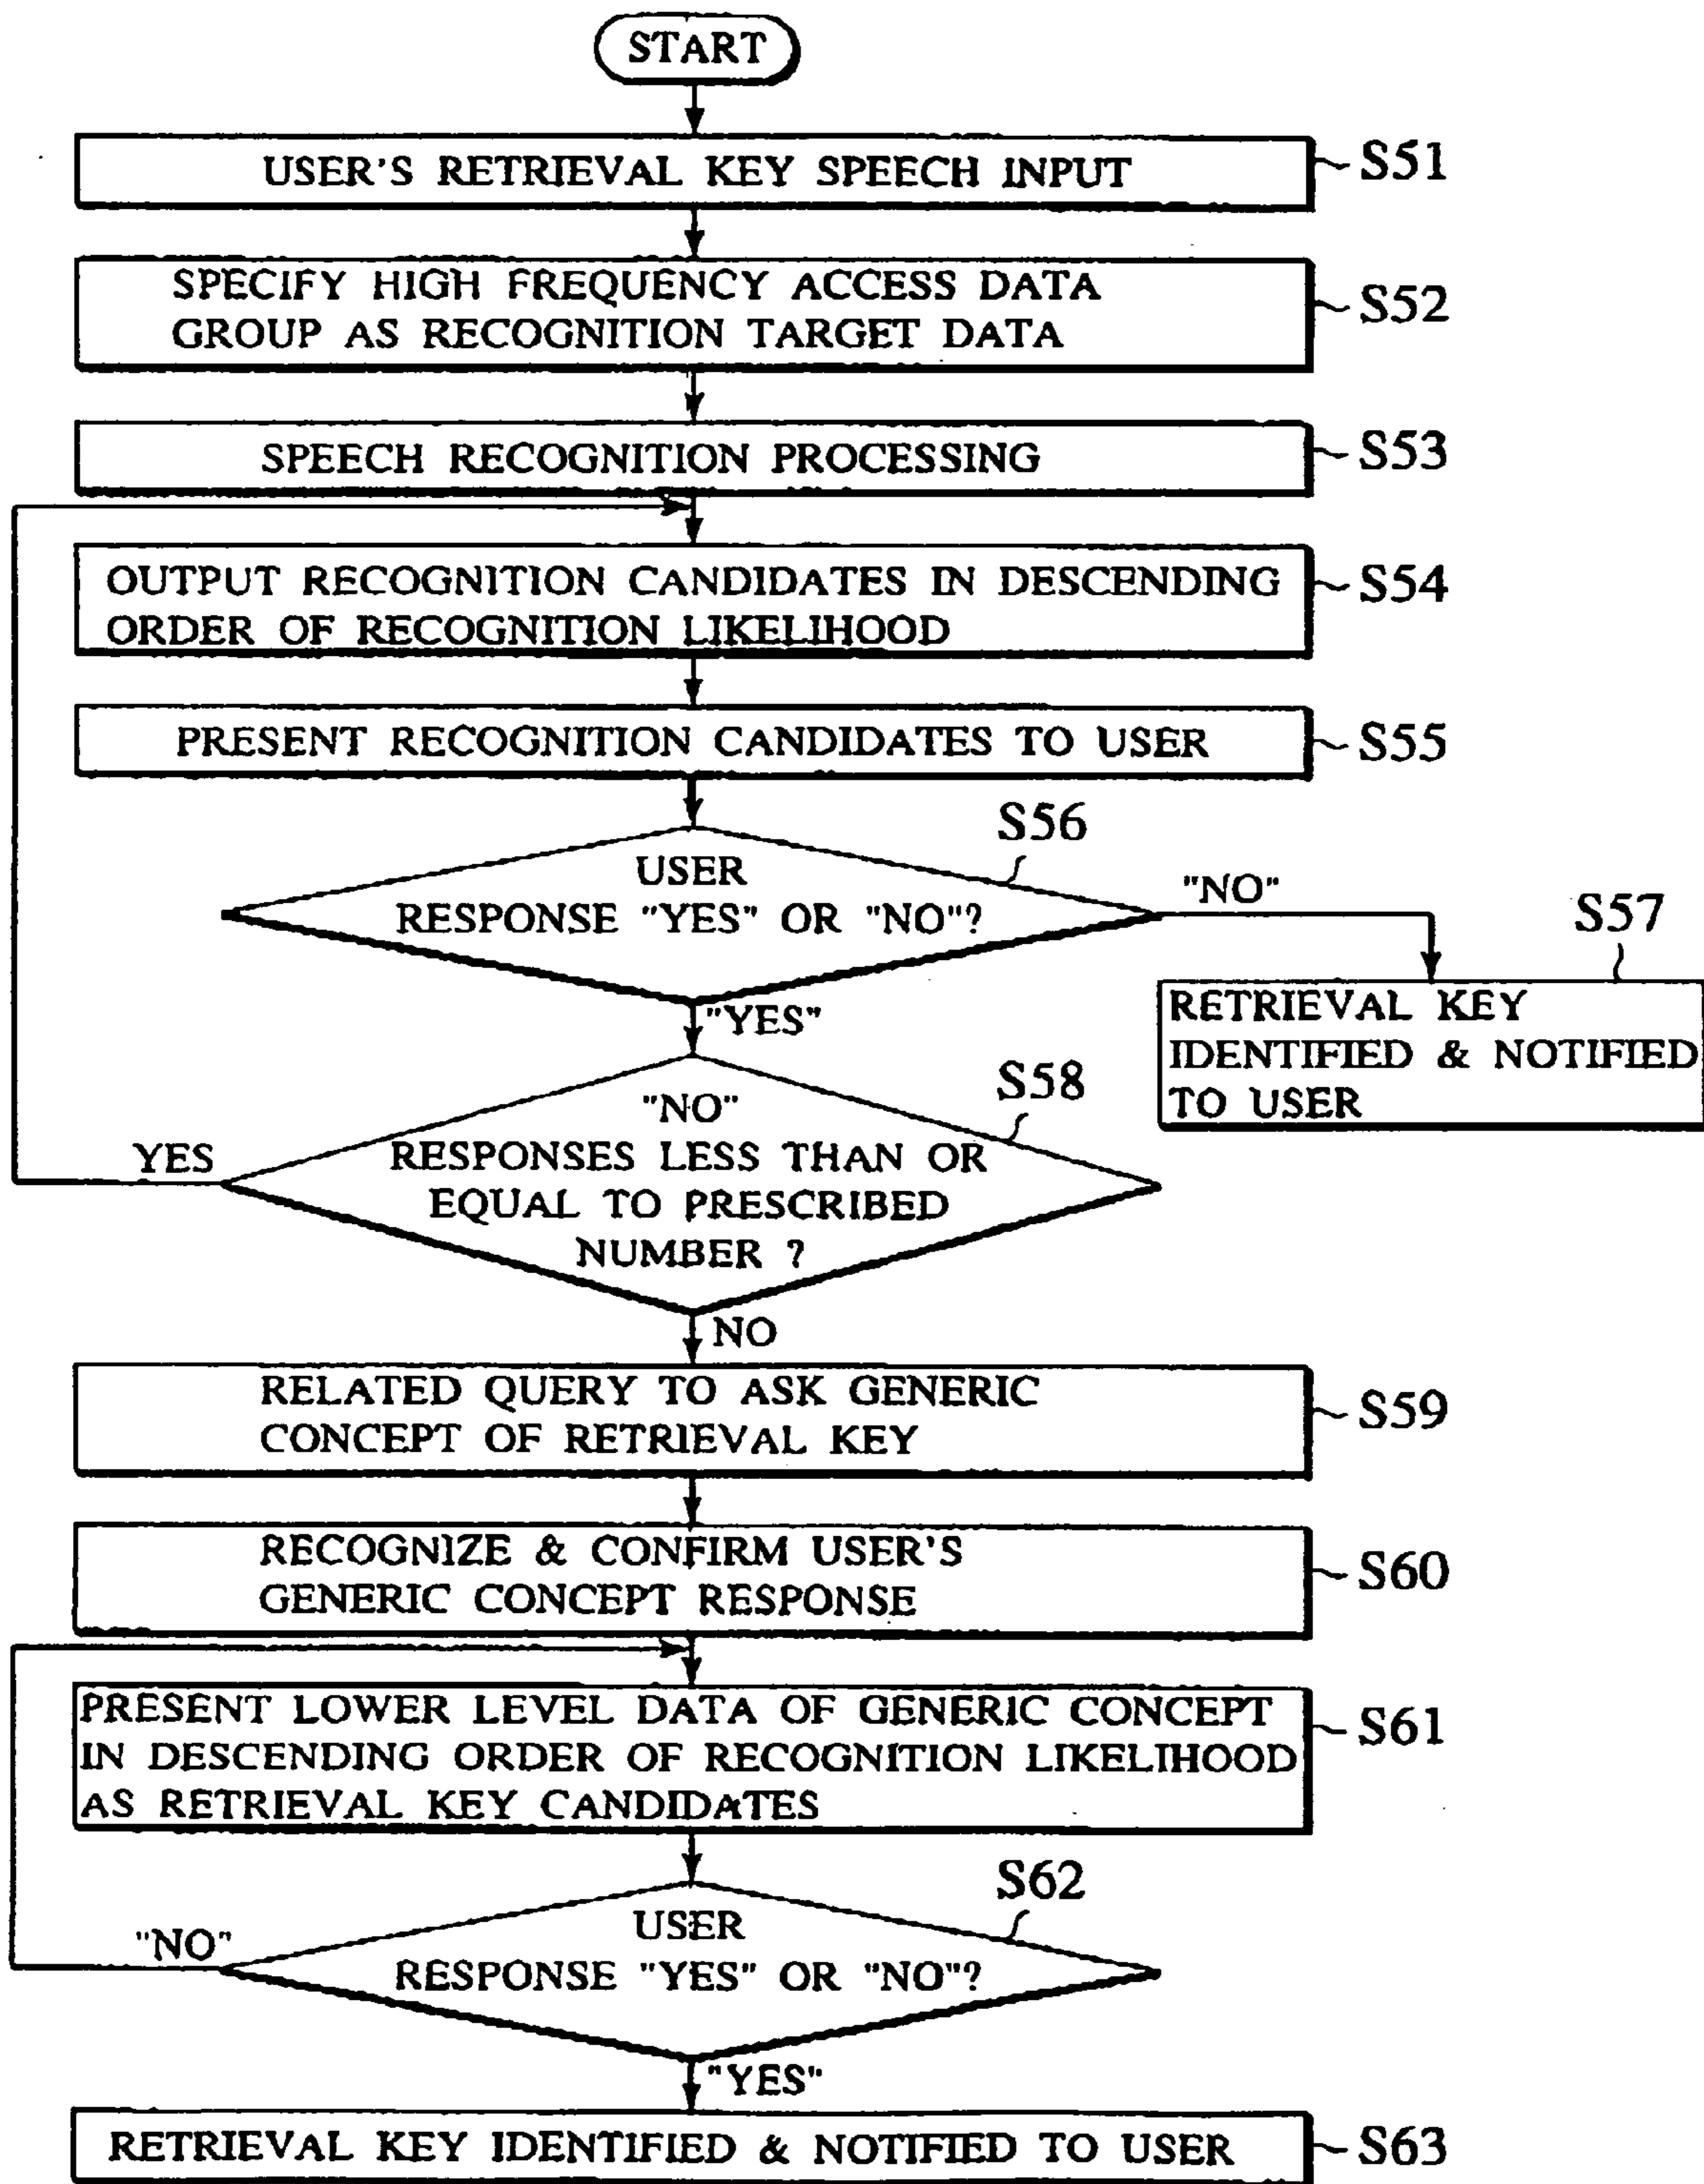 START
USER'S RETRIEVAL KEY SPEECH INPUT
S51
SPECIFY HIGH FREQUENCY ACCESS DATA
GROUP AS RECOGNITION TARGET DATA
S52
SPEECH RECOGNITION PROCESSING
S53
OUTPUT RECOGNITION CANDIDATES IN DESCENDING
ORDER OF RECOGNITION LIKELIHOOD
S54
PRESENT RECOGNITION CANDIDATES TO USER
S55
S56
USER
RESPONSE "YES" OR "NO"?
"NO"
S57
RETRIEVAL KEY
IDENTIFIED & NOTIFIED
TO USER
"YES"
S58
"NO"
RESPONSES LESS THAN OR
EQUAL TO PRESCRIBED
NUMBER ?
YES
NO
RELATED QUERY TO ASK GENERIC
CONCEPT OF RETRIEVAL KEY
S59
RECOGNIZE & CONFIRM USER'S
GENERIC CONCEPT RESPONSE
S60
PRESENT LOWER LEVEL DATA OF GENERIC CONCEPT
IN DESCENDING ORDER OF RECOGNITION LIKELIHOOD
AS RETRIEVAL KEY CANDIDATES
S61
S62
USER
RESPONSE "YES" OR "NO"?
"NO"
"YES"
RETRIEVAL KEY IDENTIFIED & NOTIFIED TO USER
S63